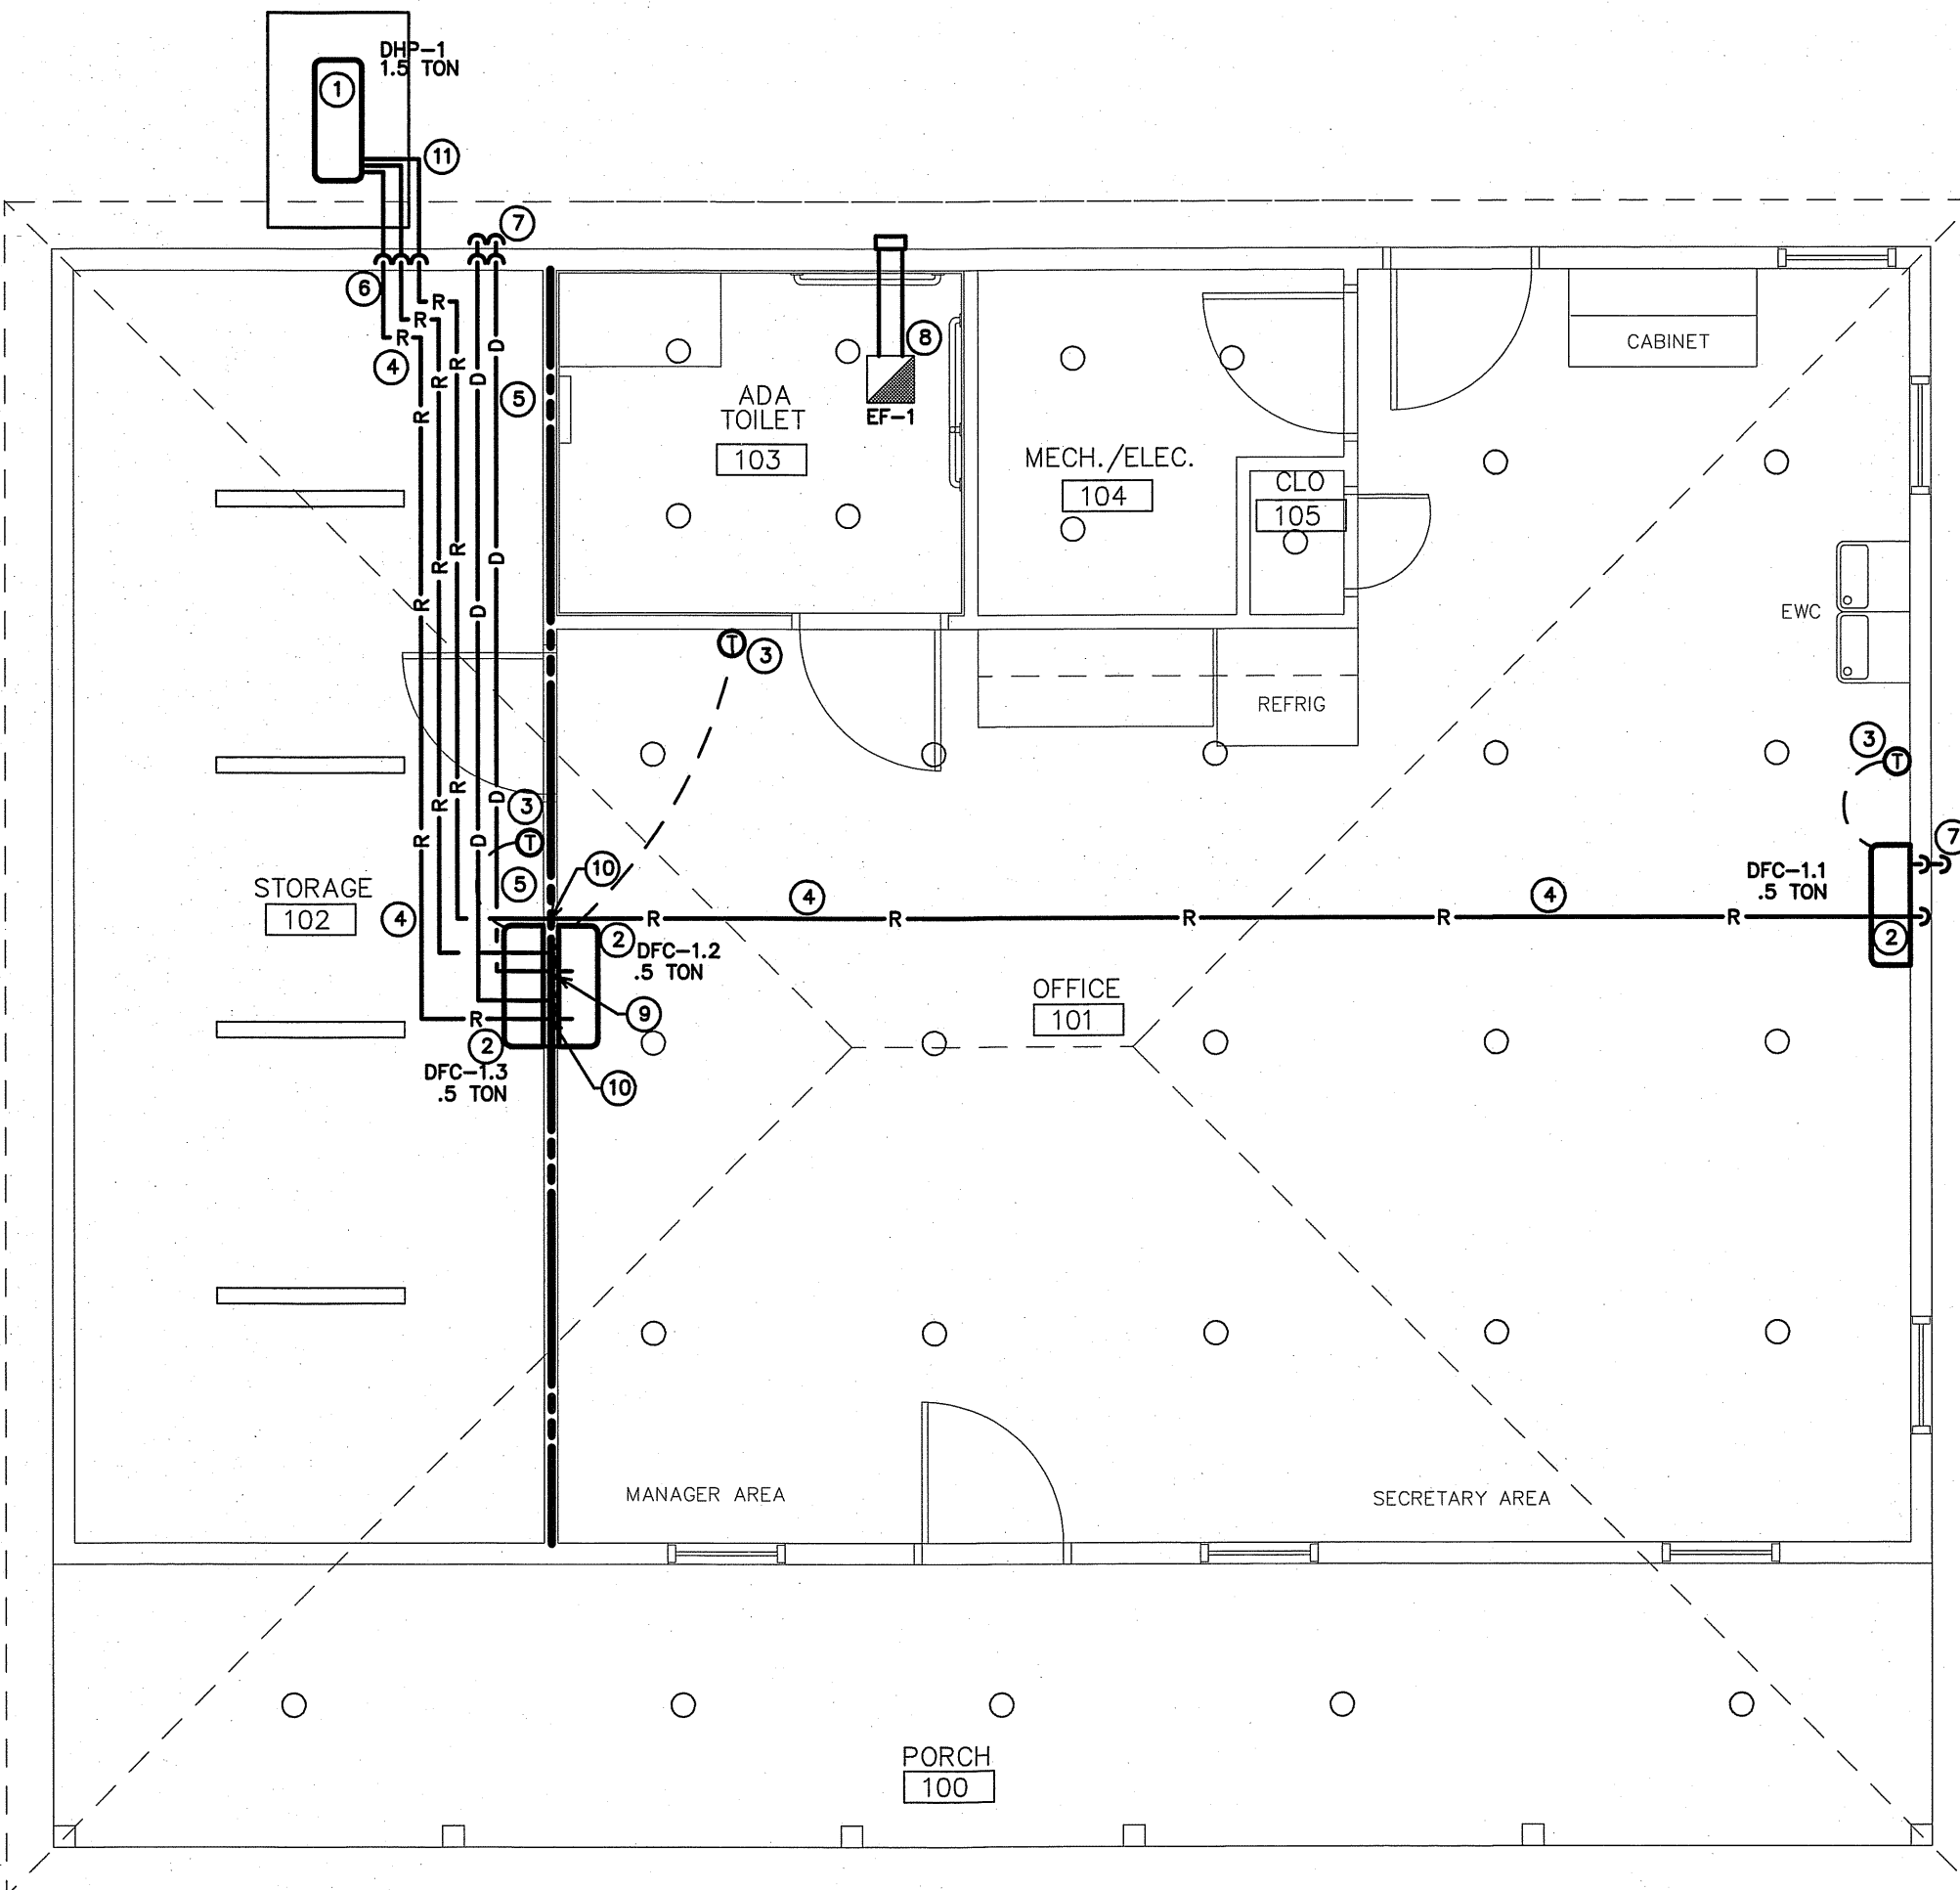 DHP-1
1.5 TON
1
11
7
6
R
R
R
4
D
R
D
R
R
5
8
EF-1
CABINET
ADA
TOILET
103
MECH./ELEC.
104
CLO
105
R
D
R
R
D
EWC
T
3
REFRIG
3
T
R
D
3
R
R
D
T
5
10
7
DFC-1.1
.5 TON
STORAGE
102
4
R
4
R
R
R
4
R
2
2
DFC-1.2
.5 TON
OFFICE
101
9
R
2
DFC-1.3
.5 TON
10
MANAGER AREA
SECRETARY AREA
PORCH
100